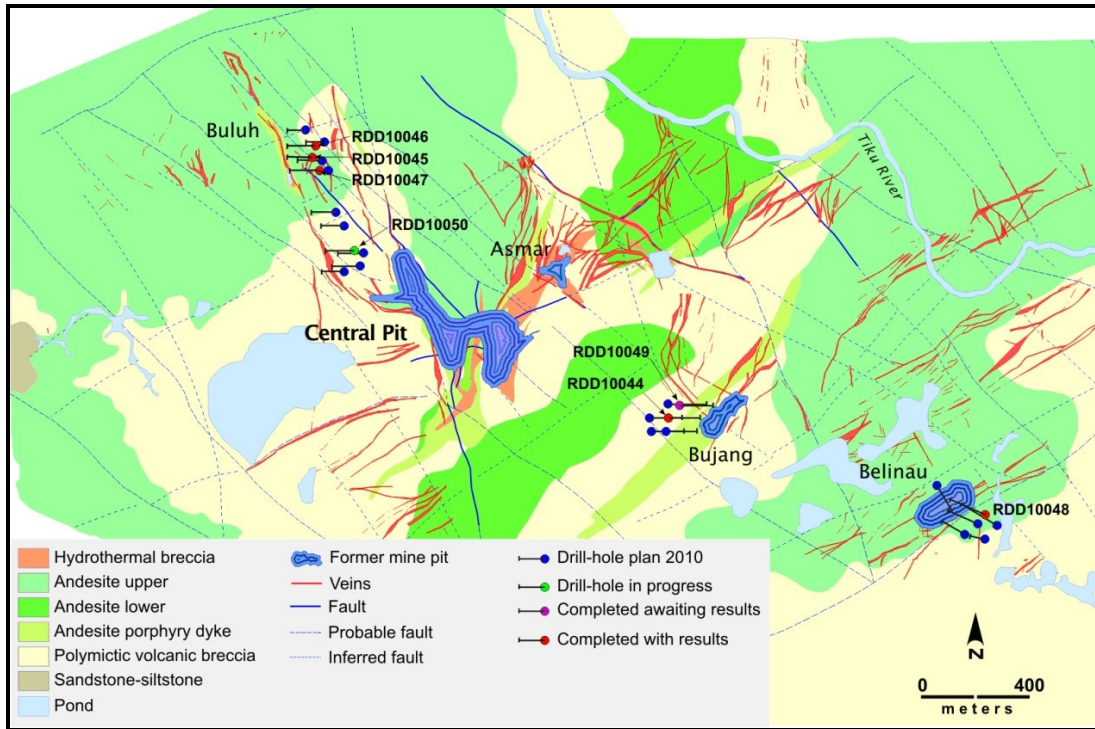 Buluh
RDD10046
RDD10045
RDD10047
RDD10050
Tiku River
Asmar
Central Pit
RDD10049
RDD10044
Bujang
Belinau
RDD10048
Hydrothermal breccia
Andesite upper
Andesite lower
Andesite porphyry dyke
Polymictic volcanic breccia
Sandstone-siltstone
Pond
Former mine pit
Veins
Fault
Probable fault
Inferred fault
Drill-hole plan 2010
Drill-hole in progress
Completed awaiting results
Completed with results
N
0 400
meters